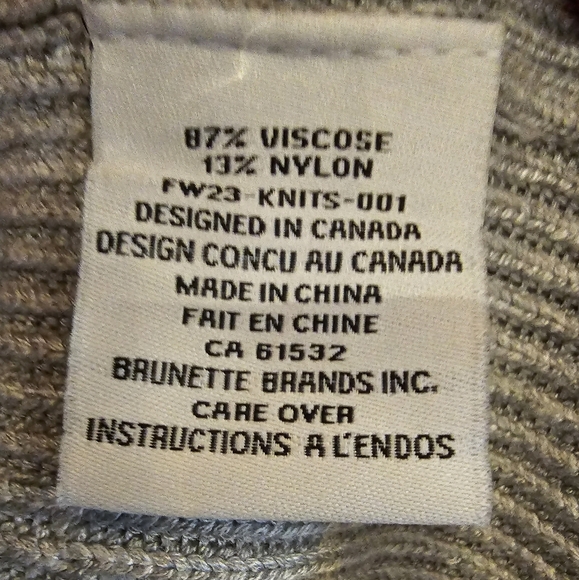 87% VISCOSE
13% NYLON
FW23-KNITS-001
DESIGNED IN CANADA
DESIGN CONCU AU CANADA
MADE IN CHINA
FAIT EN CHINE
CA 61532
BRUNETTE BRANDS INC.
CARE OVER
INSTRUCTIONS A L'ENDOS